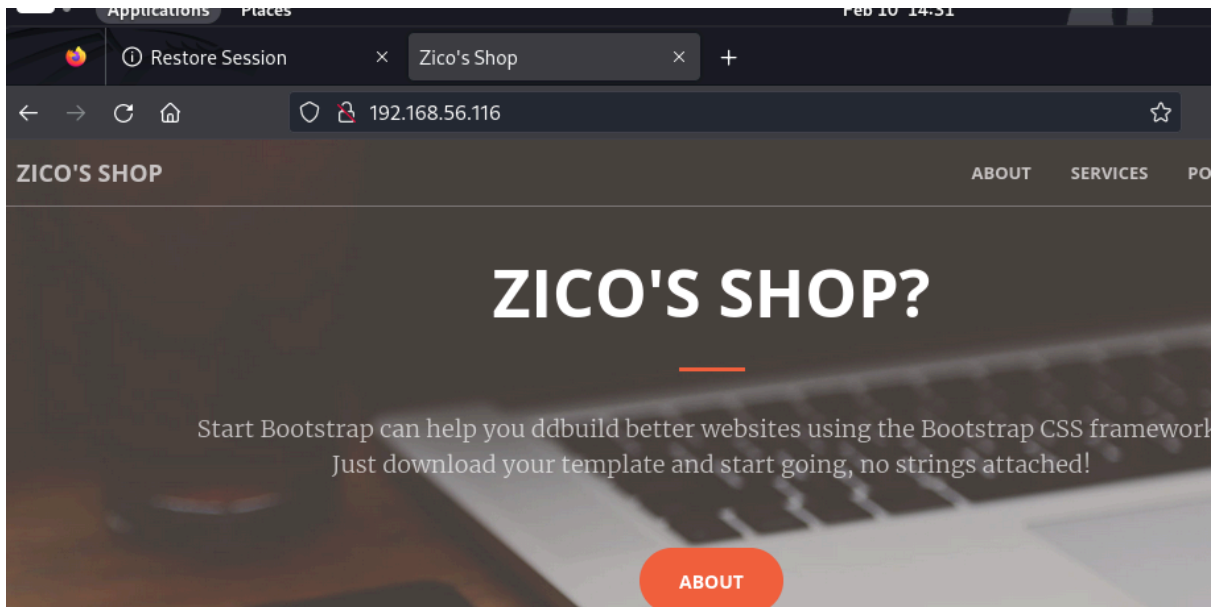 Applications Places Feb 10 14:31
Restore Session Zico's Shop
192.168.56.116
ZICO'S SHOP ABOUT SERVICES PO
ZICO'S SHOP?
Start Bootstrap can help you ddbuild better websites using the Bootstrap CSS framework
Just download your template and start going, no strings attached!
ABOUT